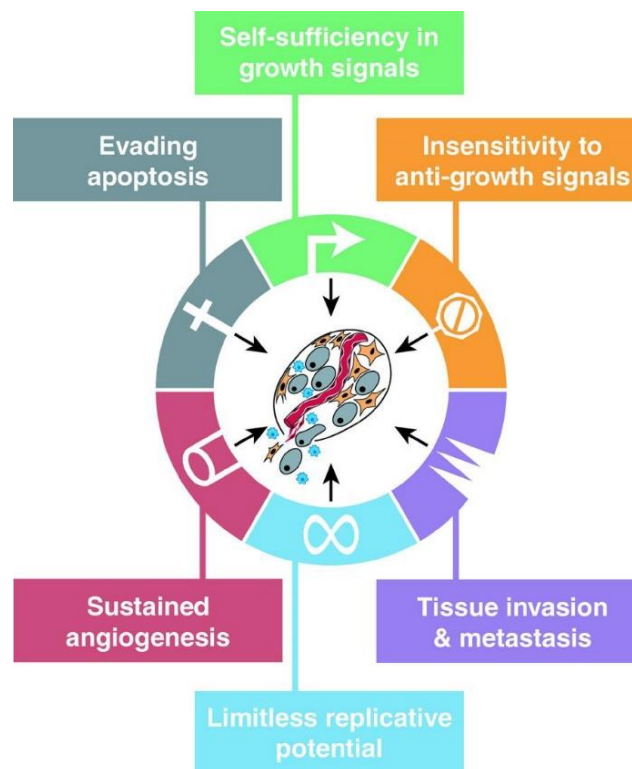 Self-sufficiency in
growth signals
Evading
apoptosis
Insensitivity to
anti-growth signals
Sustained
angiogenesis
Tissue invasion
& metastasis
Limitless replicative
potential